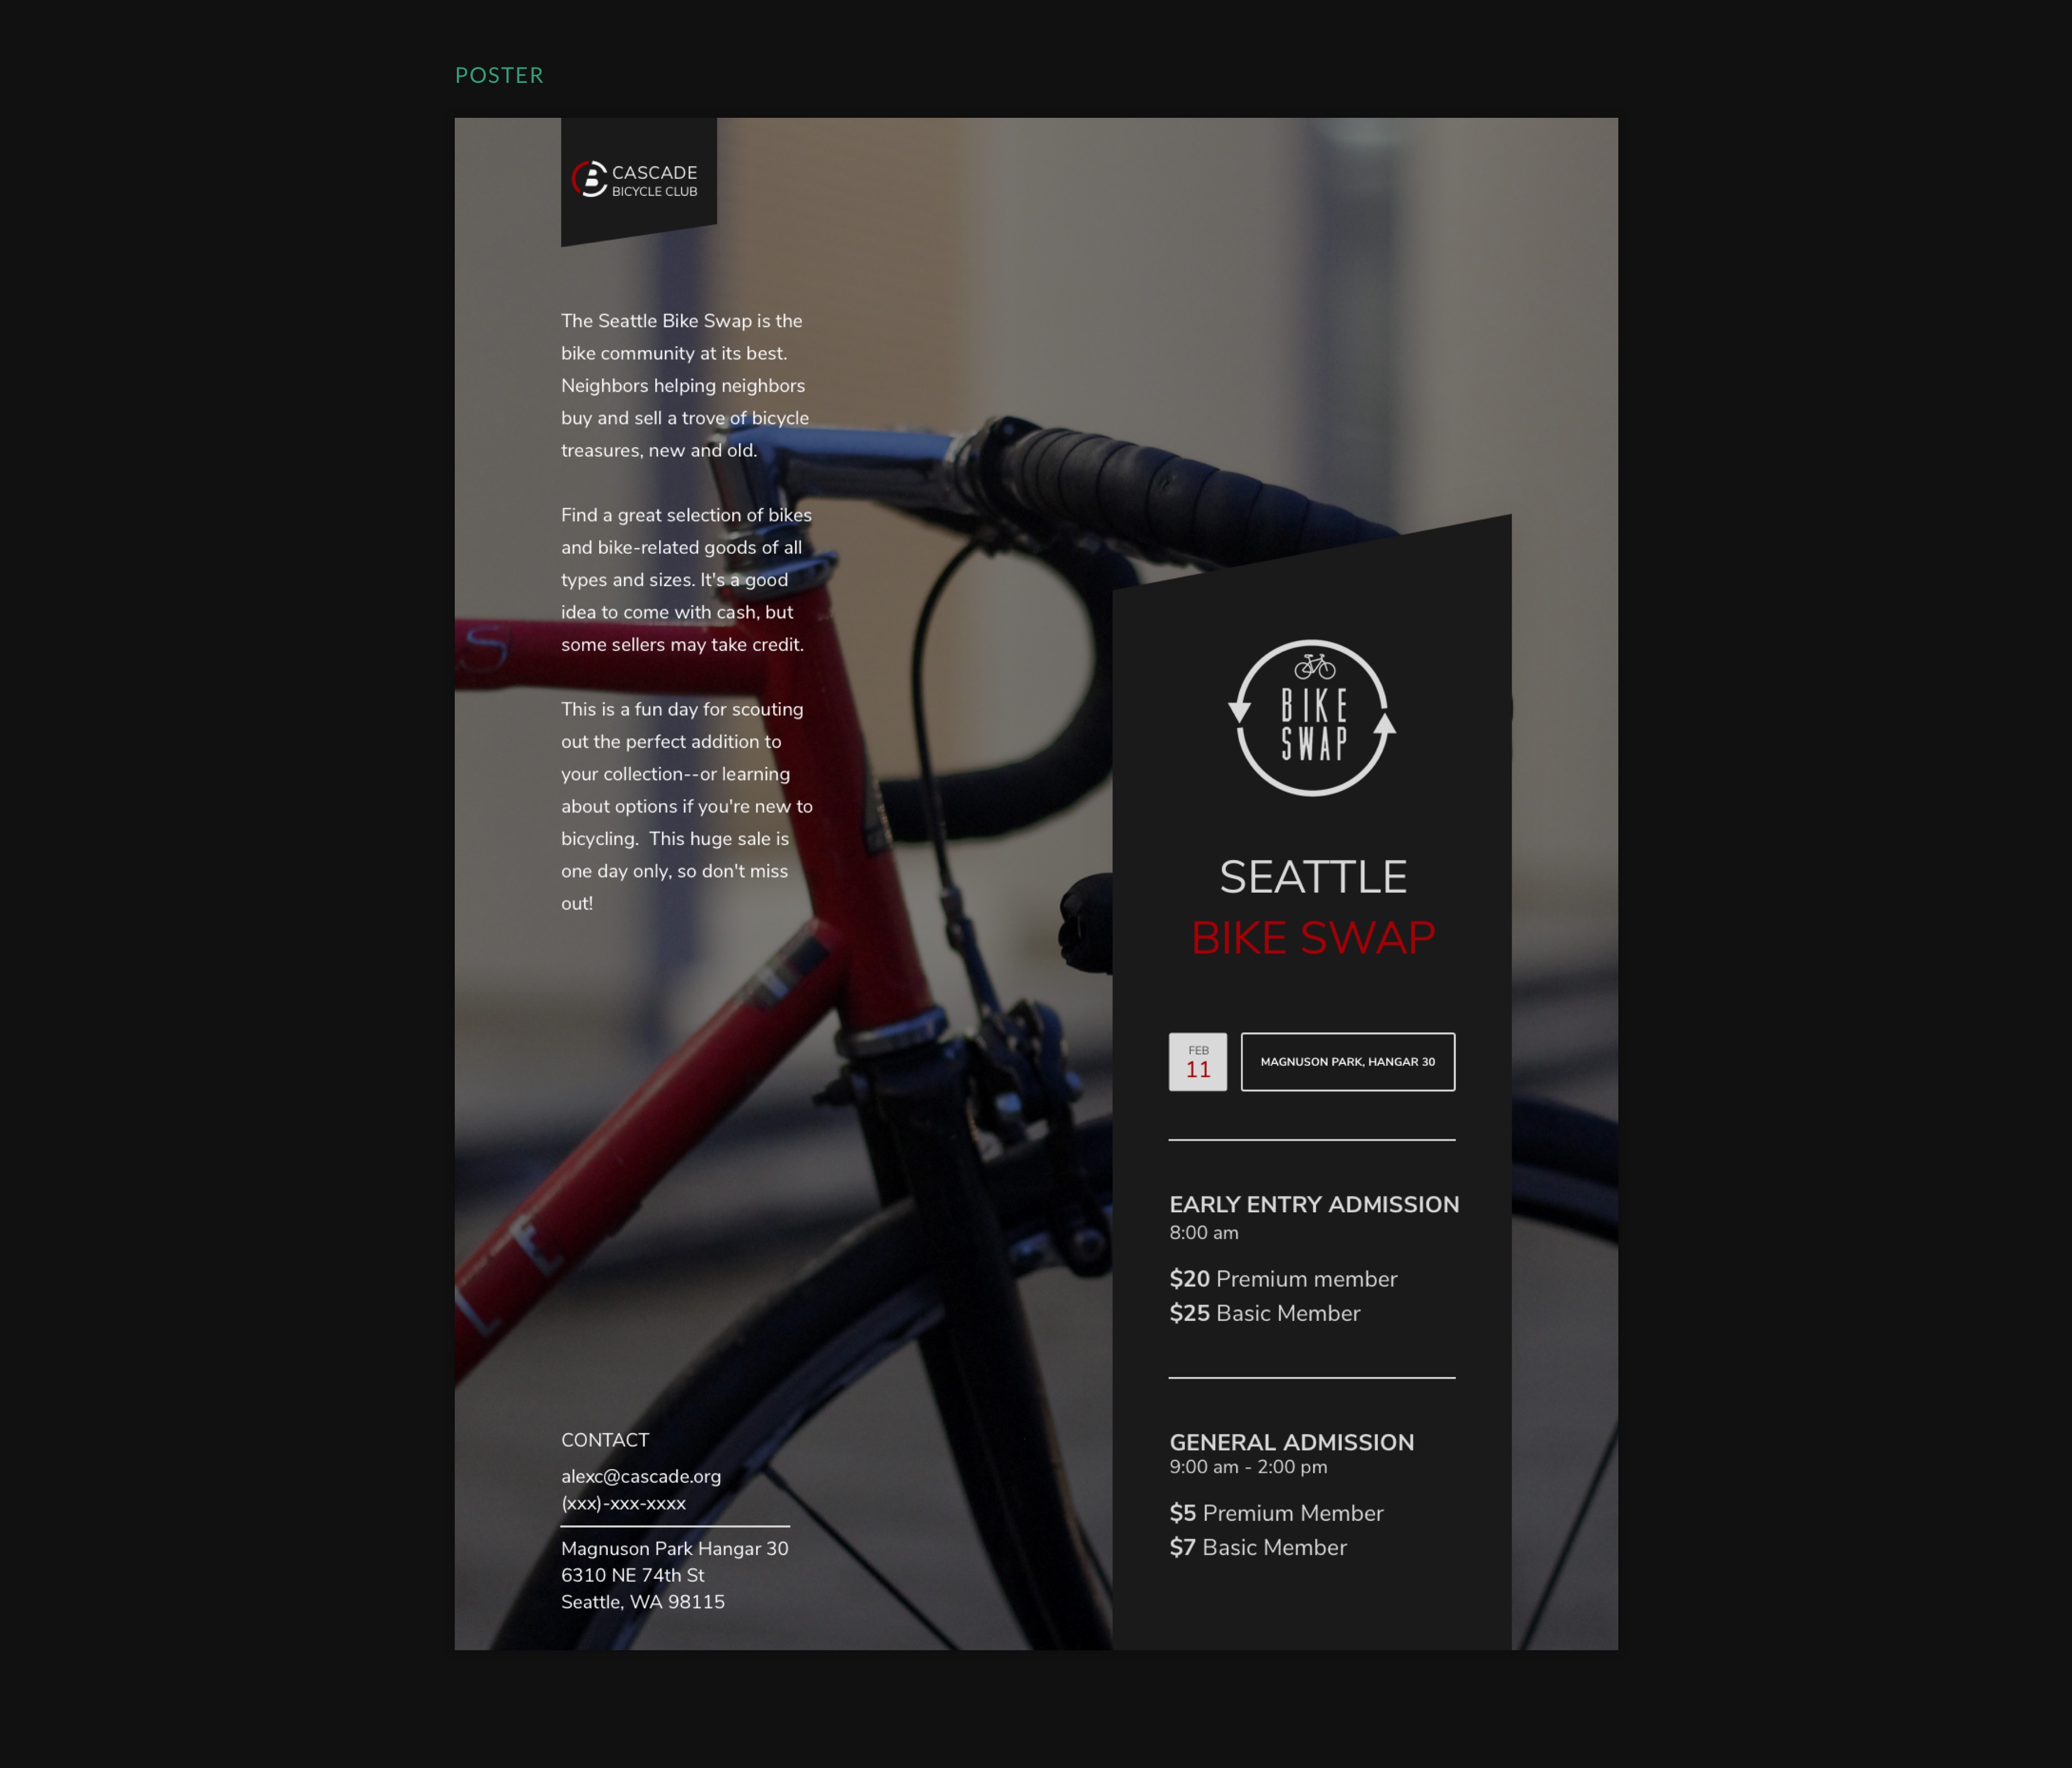 POSTER
CASCADE
BICYCLE CLUB
The Seattle Bike Swap is the
bike community at its best.
Neighbors helping neighbors
buy and sell a trove of bicycle
treasures, new and old.
Find a great selection of bikes
and bike-related goods of all
types and sizes. It's a good
idea to come with cash, but
some sellers may take credit.
This is a fun day for scouting
out the perfect addition to
your collection--or learning
about options if you're new to
bicycling.  This huge sale is
one day only, so don't miss
out!
CONTACT
alexc@cascade.org
(xxx)-xxx-xxxx
Magnuson Park Hangar 30
6310 NE 74th St
Seattle, WA 98115
BIKE
SWAP
SEATTLE
BIKE SWAP
FEB
11
MAGNUSON PARK, HANGAR 30
EARLY ENTRY ADMISSION
8:00 am
$20 Premium member
$25 Basic Member
GENERAL ADMISSION
9:00 am - 2:00 pm
$5 Premium Member
$7 Basic Member